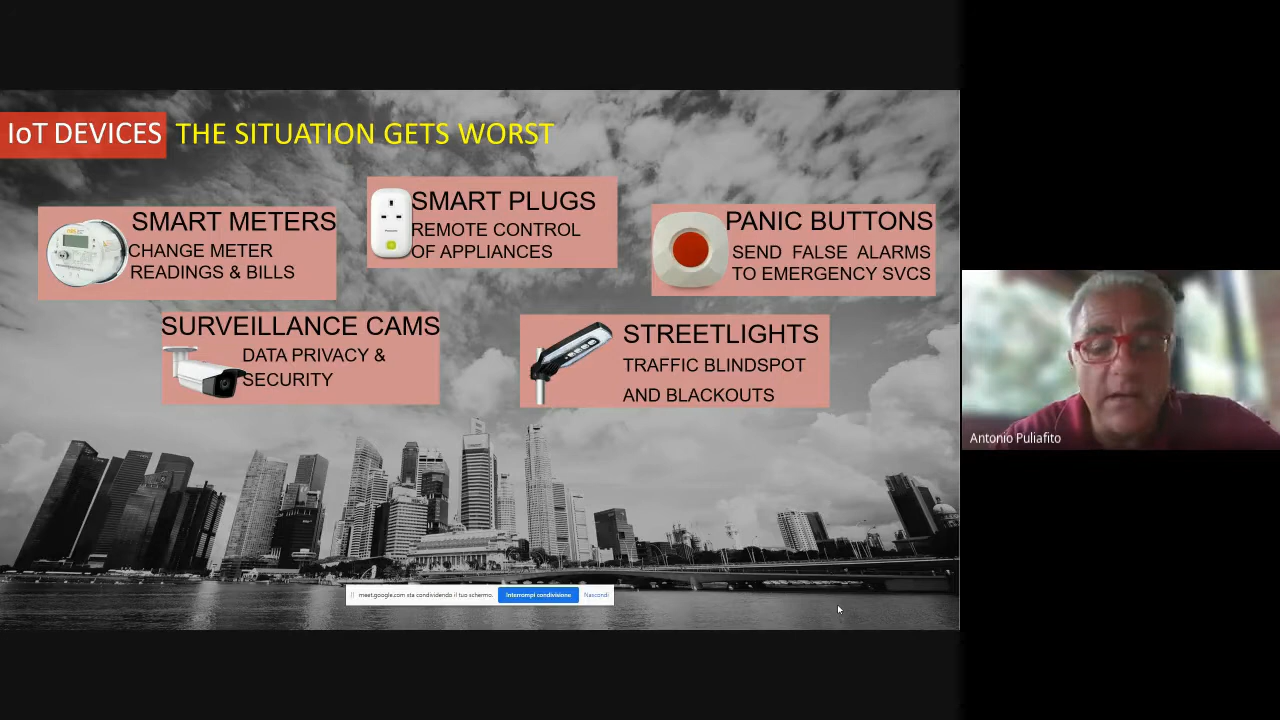 IoT DEVICES THE SITUATION GETS WORST
SMART METERS
CHANGE METER
READINGS & BILLS
SMART PLUGS
REMOTE CONTROL
OF APPLIANCES
PANIC BUTTONS
SEND FALSE ALARMS
TO EMERGENCY SVCS
SURVEILLANCE CAMS
DATA PRIVACY &
SECURITY
STREETLIGHTS
TRAFFIC BLINDSPOT
AND BLACKOUTS
Antonio Puliafito
meet.google.com sta condividendo il tuo schermo. Interrompi condivisione Nascondi